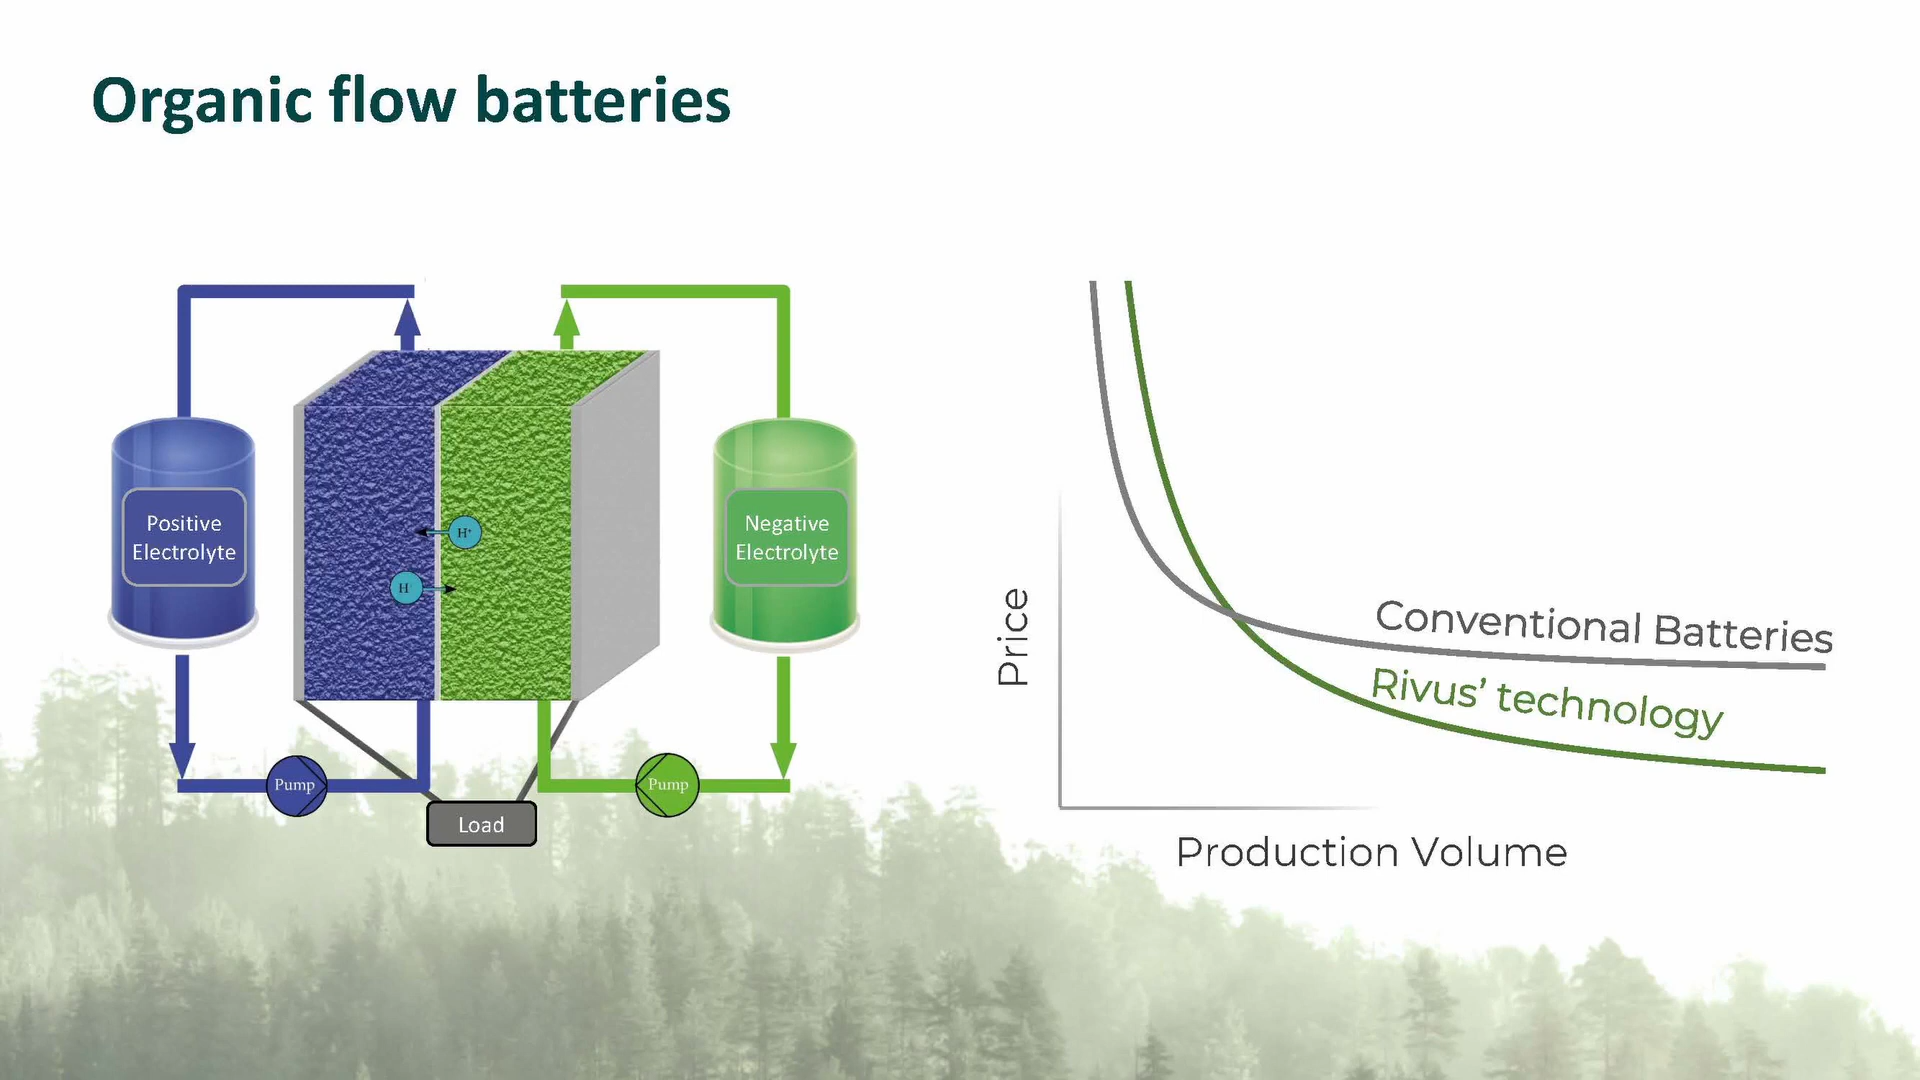 Organic flow batteries
Positive
Electrolyte
H⁺
H⁺
Negative
Electrolyte
Pump
Pump
Load
Price
Conventional Batteries
Rivus’ technology
Production Volume